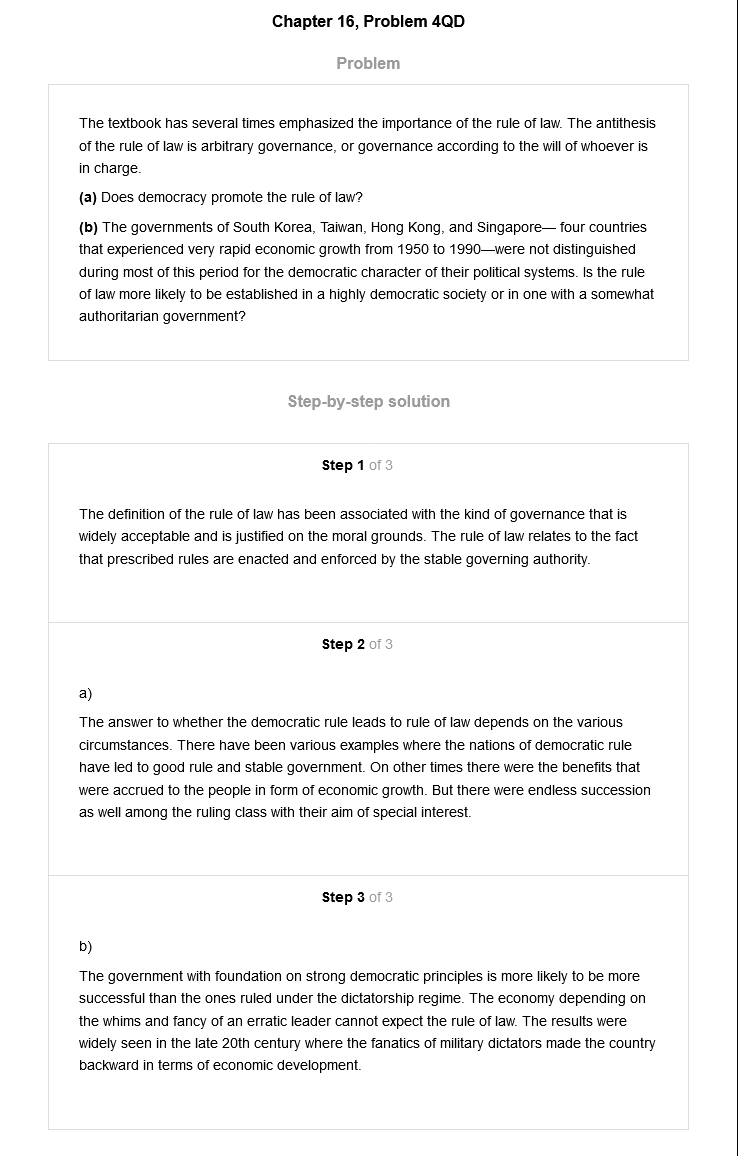 Chapter 16, Problem 4QD
Problem
The textbook has several times emphasized the importance of the rule of law. The antithesis
of the rule of law is arbitrary governance, or governance according to the will of whoever is
in charge.
(a) Does democracy promote the rule of law?
(b) The governments of South Korea, Taiwan, Hong Kong, and Singapore— four countries
that experienced very rapid economic growth from 1950 to 1990—were not distinguished
during most of this period for the democratic character of their political systems. Is the rule
of law more likely to be established in a highly democratic society or in one with a somewhat
authoritarian government?
Step-by-step solution
Step 1 of 3
The definition of the rule of law has been associated with the kind of governance that is
widely acceptable and is justified on the moral grounds. The rule of law relates to the fact
that prescribed rules are enacted and enforced by the stable governing authority.
Step 2 of 3
a)
The answer to whether the democratic rule leads to rule of law depends on the various
circumstances. There have been various examples where the nations of democratic rule
have led to good rule and stable government. On other times there were the benefits that
were accrued to the people in form of economic growth. But there were endless succession
as well among the ruling class with their aim of special interest.
Step 3 of 3
b)
The government with foundation on strong democratic principles is more likely to be more
successful than the ones ruled under the dictatorship regime. The economy depending on
the whims and fancy of an erratic leader cannot expect the rule of law. The results were
widely seen in the late 20th century where the fanatics of military dictators made the country
backward in terms of economic development.